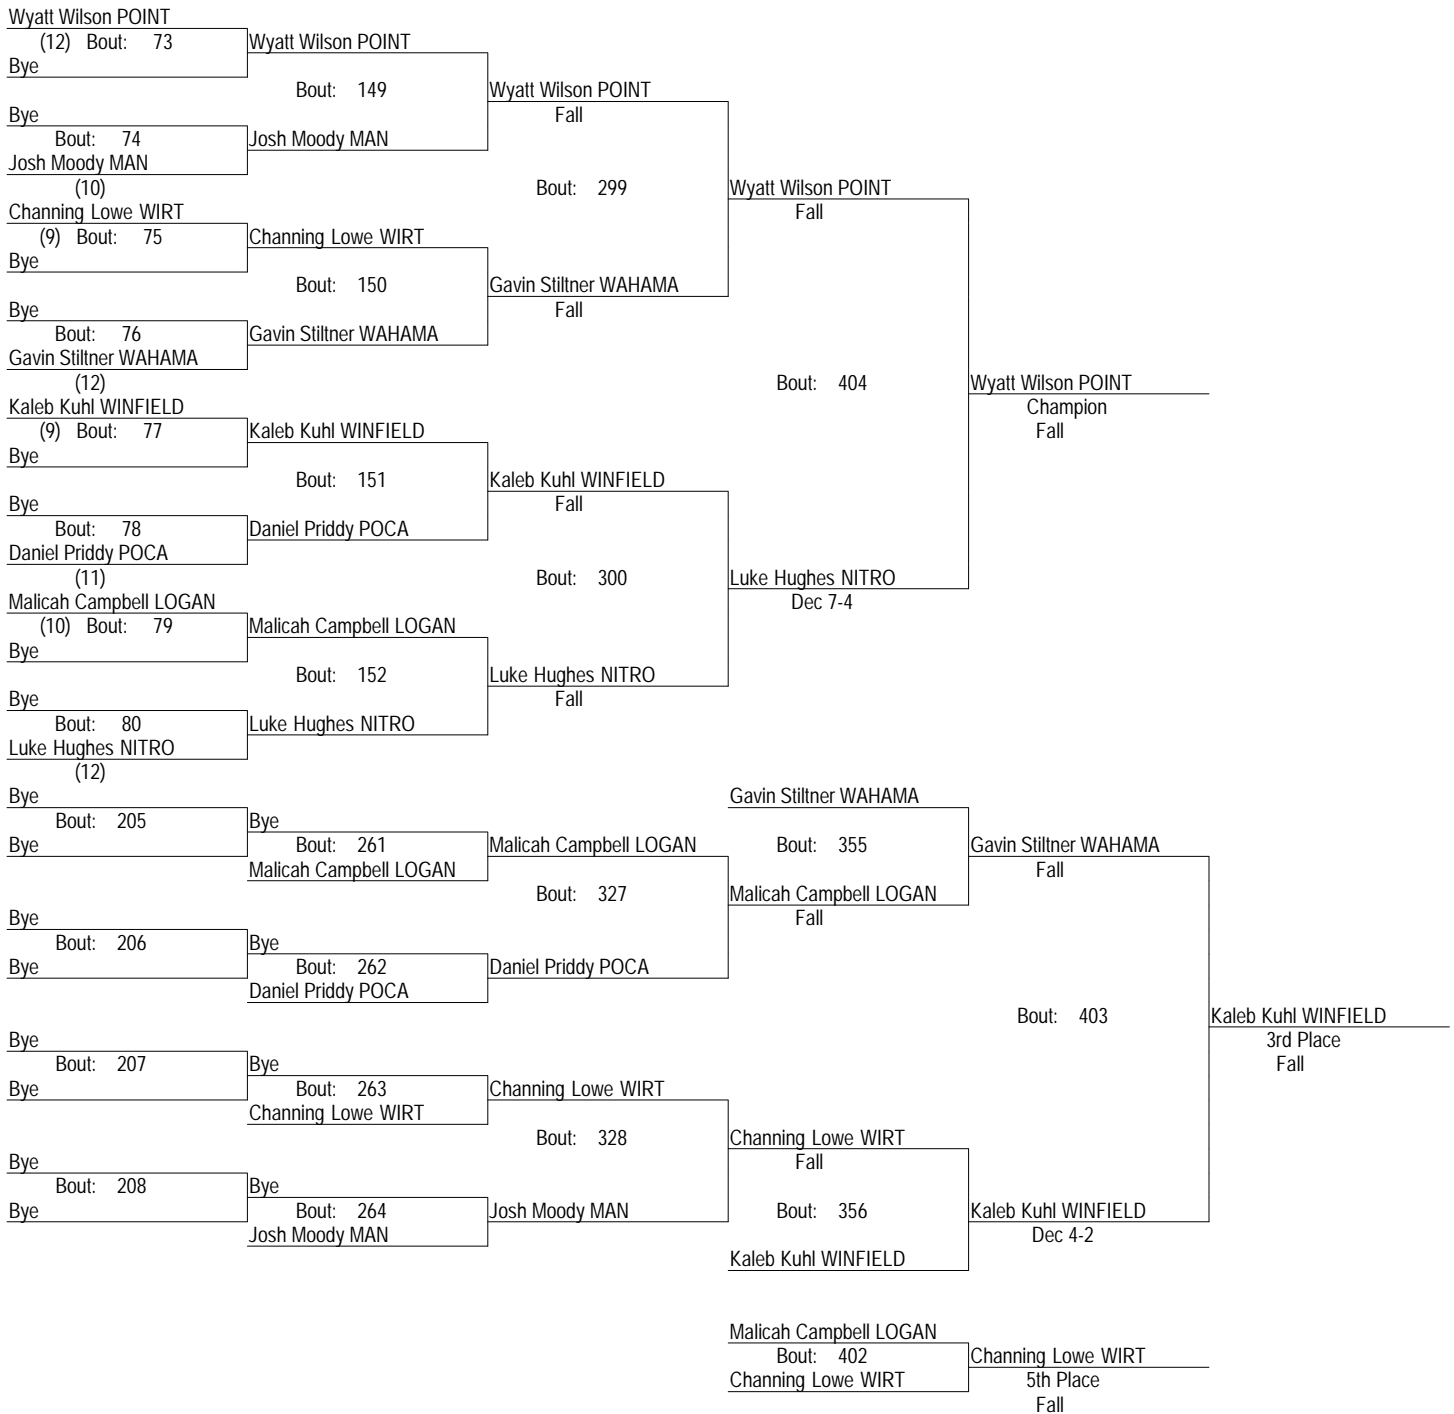 Wyatt Wilson POINT
(12) Bout: 73
Wyatt Wilson POINT
Bye
Bout: 149
Wyatt Wilson POINT
Bye
Fall
Bout: 74
Josh Moody MAN
Josh Moody MAN
(10)
Bout: 299
Wyatt Wilson POINT
Channing Lowe WIRT
Fall
(9) Bout: 75
Channing Lowe WIRT
Bye
Bout: 150
Gavin Stiltner WAHAMA
Bye
Fall
Bout: 76
Gavin Stiltner WAHAMA
Gavin Stiltner WAHAMA
(12)
Bout: 404
Wyatt Wilson POINT
Kaleb Kuhl WINFIELD
Champion
(9) Bout: 77
Kaleb Kuhl WINFIELD
Fall
Bye
Bout: 151
Kaleb Kuhl WINFIELD
Bye
Fall
Bout: 78
Daniel Priddy POCA
Daniel Priddy POCA
(11)
Bout: 300
Luke Hughes NITRO
Malicah Campbell LOGAN
Dec 7-4
(10) Bout: 79
Malicah Campbell LOGAN
Bye
Bout: 152
Luke Hughes NITRO
Bye
Fall
Bout: 80
Luke Hughes NITRO
Luke Hughes NITRO
(12)
Bye
Gavin Stiltner WAHAMA
Bout: 205
Bye
Bye
Bout: 261
Malicah Campbell LOGAN
Bout: 355
Gavin Stiltner WAHAMA
Malicah Campbell LOGAN
Fall
Bout: 327
Malicah Campbell LOGAN
Bye
Fall
Bout: 206
Bye
Bye
Bout: 262
Daniel Priddy POCA
Daniel Priddy POCA
Bout: 403
Kaleb Kuhl WINFIELD
Bye
3rd Place
Bout: 207
Bye
Fall
Bye
Bout: 263
Channing Lowe WIRT
Channing Lowe WIRT
Bout: 328
Channing Lowe WIRT
Bye
Fall
Bout: 208
Bye
Bye
Bout: 264
Josh Moody MAN
Bout: 356
Kaleb Kuhl WINFIELD
Josh Moody MAN
Dec 4-2
Kaleb Kuhl WINFIELD
Malicah Campbell LOGAN
Bout: 402
Channing Lowe WIRT
Channing Lowe WIRT
5th Place
Fall